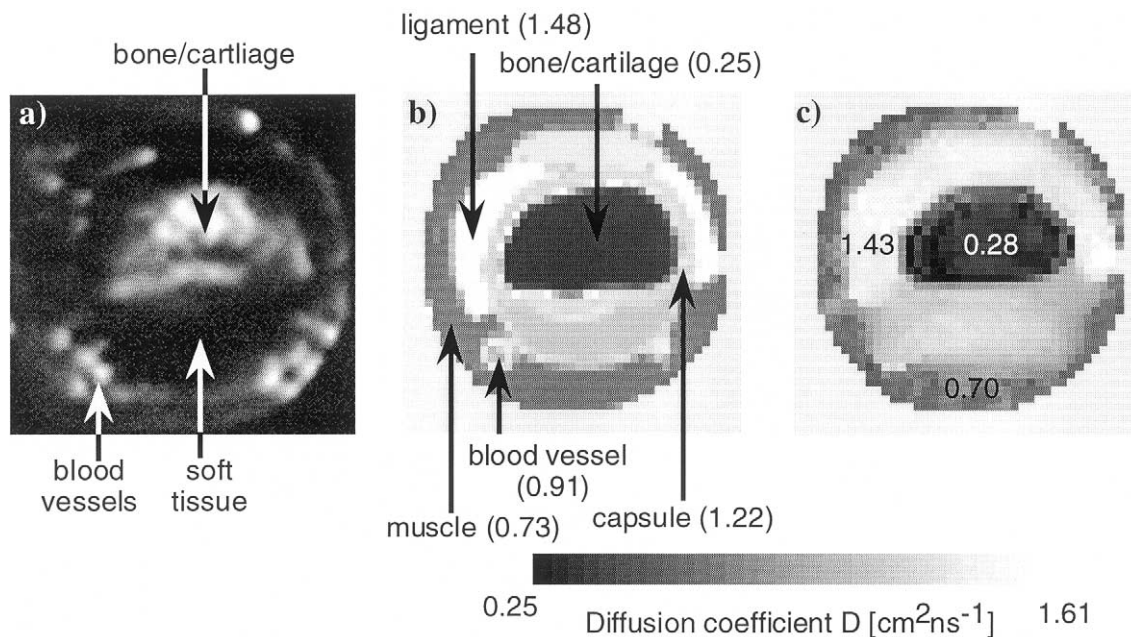 ligament (1.48)
bone/cartliage
bone/cartilage (0.25)
a)
b)
c)
1.43
0.28
0.70
blood
vessels
soft
tissue
blood vessel
(0.91)
muscle (0.73)
capsule (1.22)
0.25
Diffusion coefficient D [cm²ns⁻¹]
1.61